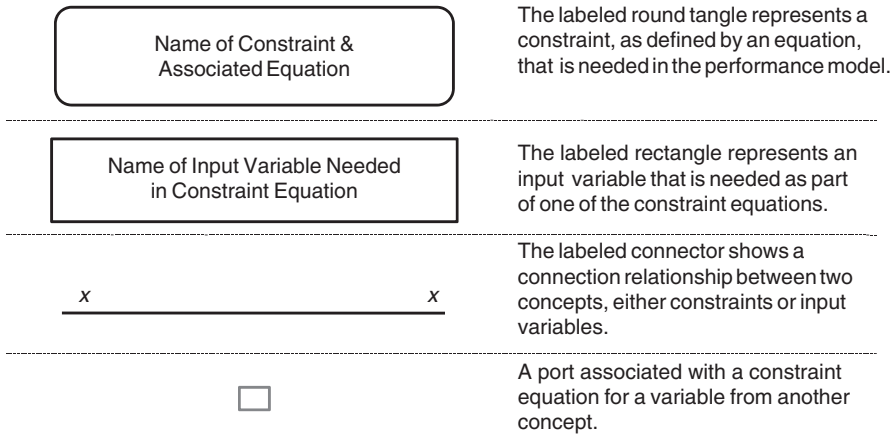 Name of Constraint &
Associated Equation
The labeled round tangle represents a
constraint, as defined by an equation,
that is needed in the performance model.
Name of Input Variable Needed
in Constraint Equation
The labeled rectangle represents an
input variable that is needed as part
of one of the constraint equations.
x x
The labeled connector shows a
connection relationship between two
concepts, either constraints or input
variables.
A port associated with a constraint
equation for a variable from another
concept.